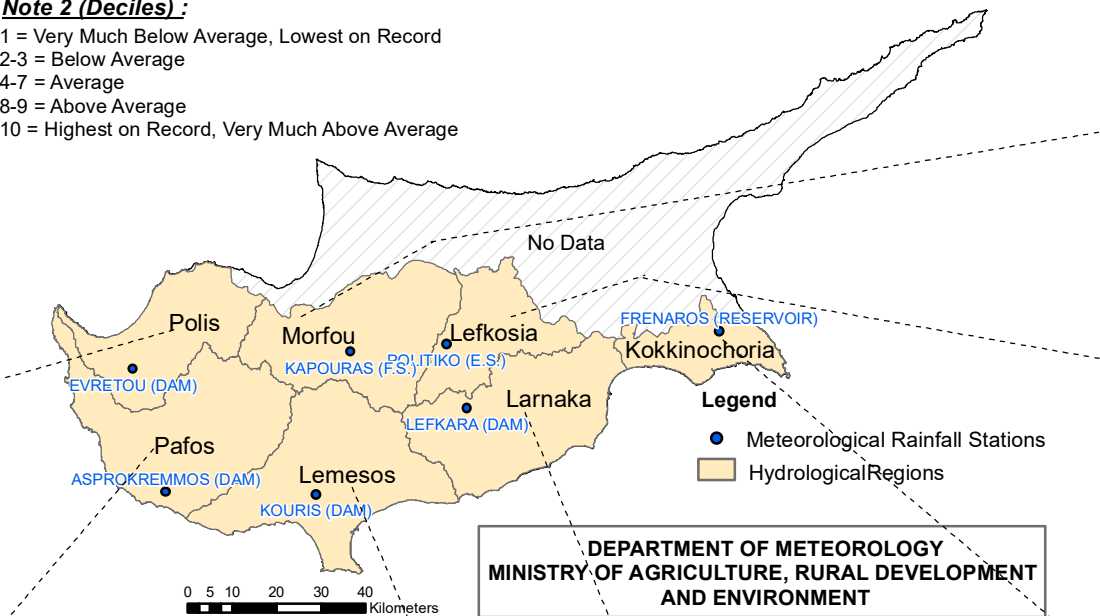 Note 2 (Deciles) :
1 = Very Much Below Average, Lowest on Record
2-3 = Below Average
4-7 = Average
8-9 = Above Average
10 = Highest on Record, Very Much Above Average
No Data
Polis
Morfou
Lefkosia
FRENAROS (RESERVOIR)
Kokkinochoria
KAPOURAS (F.S.)
POLITIKO (E.S.)
EVRETOU (DAM)
Larnaka
LEFKARA (DAM)
Pafos
ASPROKREMMOS (DAM)
Lemesos
KOURIS (DAM)
Legend
Meteorological Rainfall Stations
HydrologicalRegions
DEPARTMENT OF METEOROLOGY
MINISTRY OF AGRICULTURE, RURAL DEVELOPMENT
AND ENVIRONMENT
0 5 10 20 30 40
Kilometers